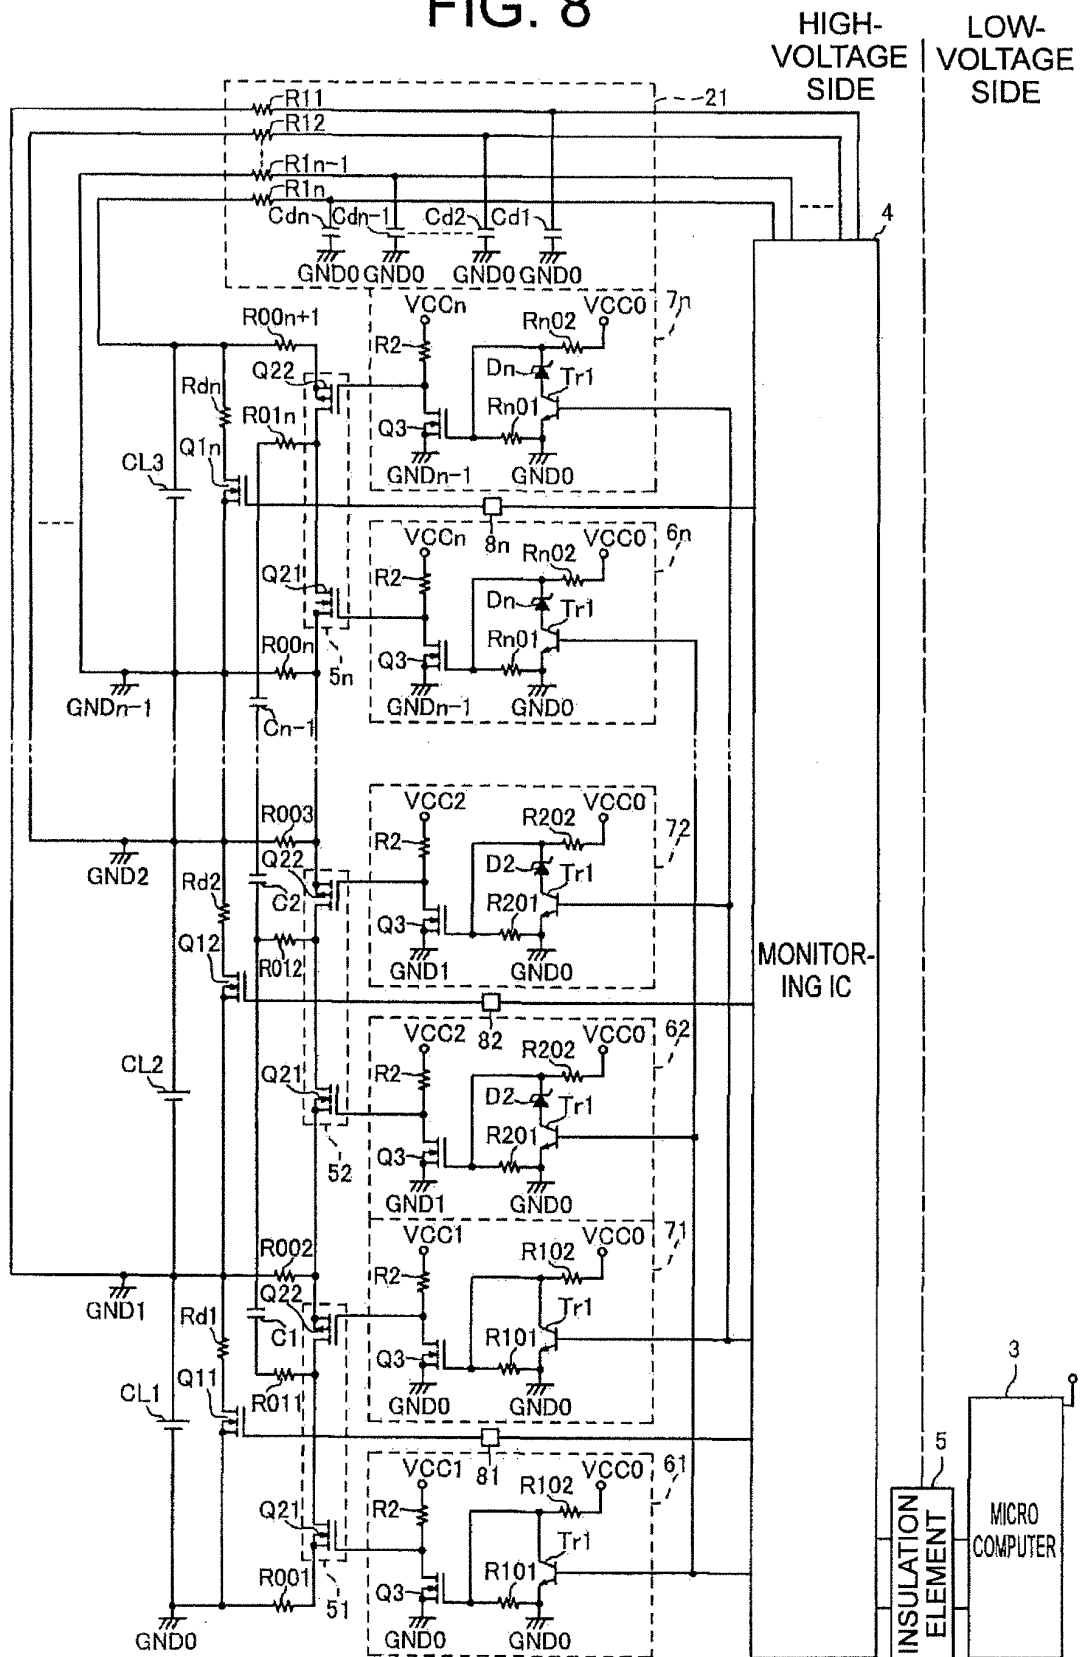 FIG. 8
HIGH-
VOLTAGE
SIDE
LOW-
VOLTAGE
SIDE
R11
21
R12
R1n-1
R1n
Cdn
Cdn-1
Cd2
Cd1
4
GND0
GND0
GND0
GND0
VCCn
VCC0
7n
R00n+1
Rn02
R2
Q22
Dn
Tr1
Rdn
R01n
Rn01
Q3
Q1n
GNDn-1
GND0
CL3
8n
VCCn
VCC0
6n
Rn02
Q21
R2
Dn
Tr1
Rn01
R00n
Q3
5n
GNDn-1
GND0
GNDn-1
Cn-1
VCC2
VCC0
R003
R202
72
R2
Q22
D2
Tr1
GND2
Rd2
C2
R201
Q3
Q12
R012
GND1
GND0
MONITOR-
ING IC
82
VCC2
VCC0
62
R202
CL2
Q21
R2
D2
Tr1
R201
Q3
52
GND1
GND0
VCC1
VCC0
71
R002
R102
R2
Q22
GND1
Rd1
C1
Tr1
R101
Q3
Q11
R011
CL1
GND0
GND0
3
81
VCC1
VCC0
61
5
R102
R2
Q21
Tr1
INSULATION
ELEMENT
MICRO
COMPUTER
R001
R101
Q3
51
GND0
GND0
GND0